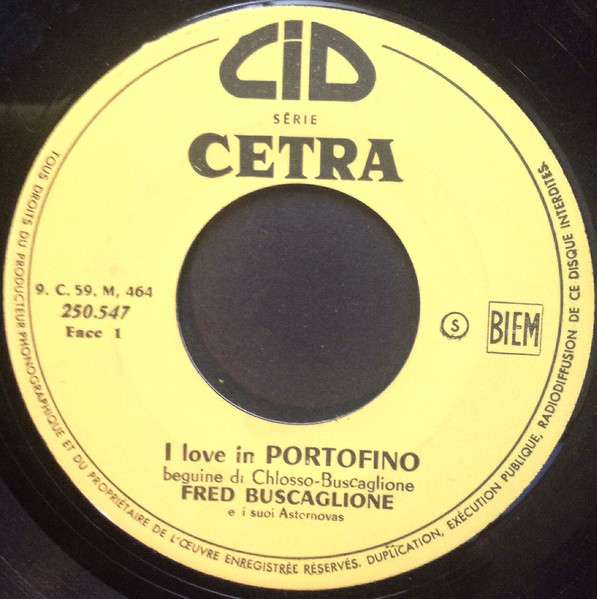 CID
SÉRIE
CETRA
9. C. 59. M. 464
250.547
Face 1
S
BIEM
I love in PORTOFINO
beguine di Chlosso-Buscaglione
FRED BUSCAGLIONE
e i suoi Asternovas
TOUS DROITS DU PRODUCTEUR PHONOGRAPHIQUE ET DU PROPRIÉTAIRE DE L'ŒUVRE ENREGISTRÉE RÉSERVÉS. DUPLICATION, EXÉCUTION PUBLIQUE, RADIODIFFUSION DE CE DISQUE INTERDITES.